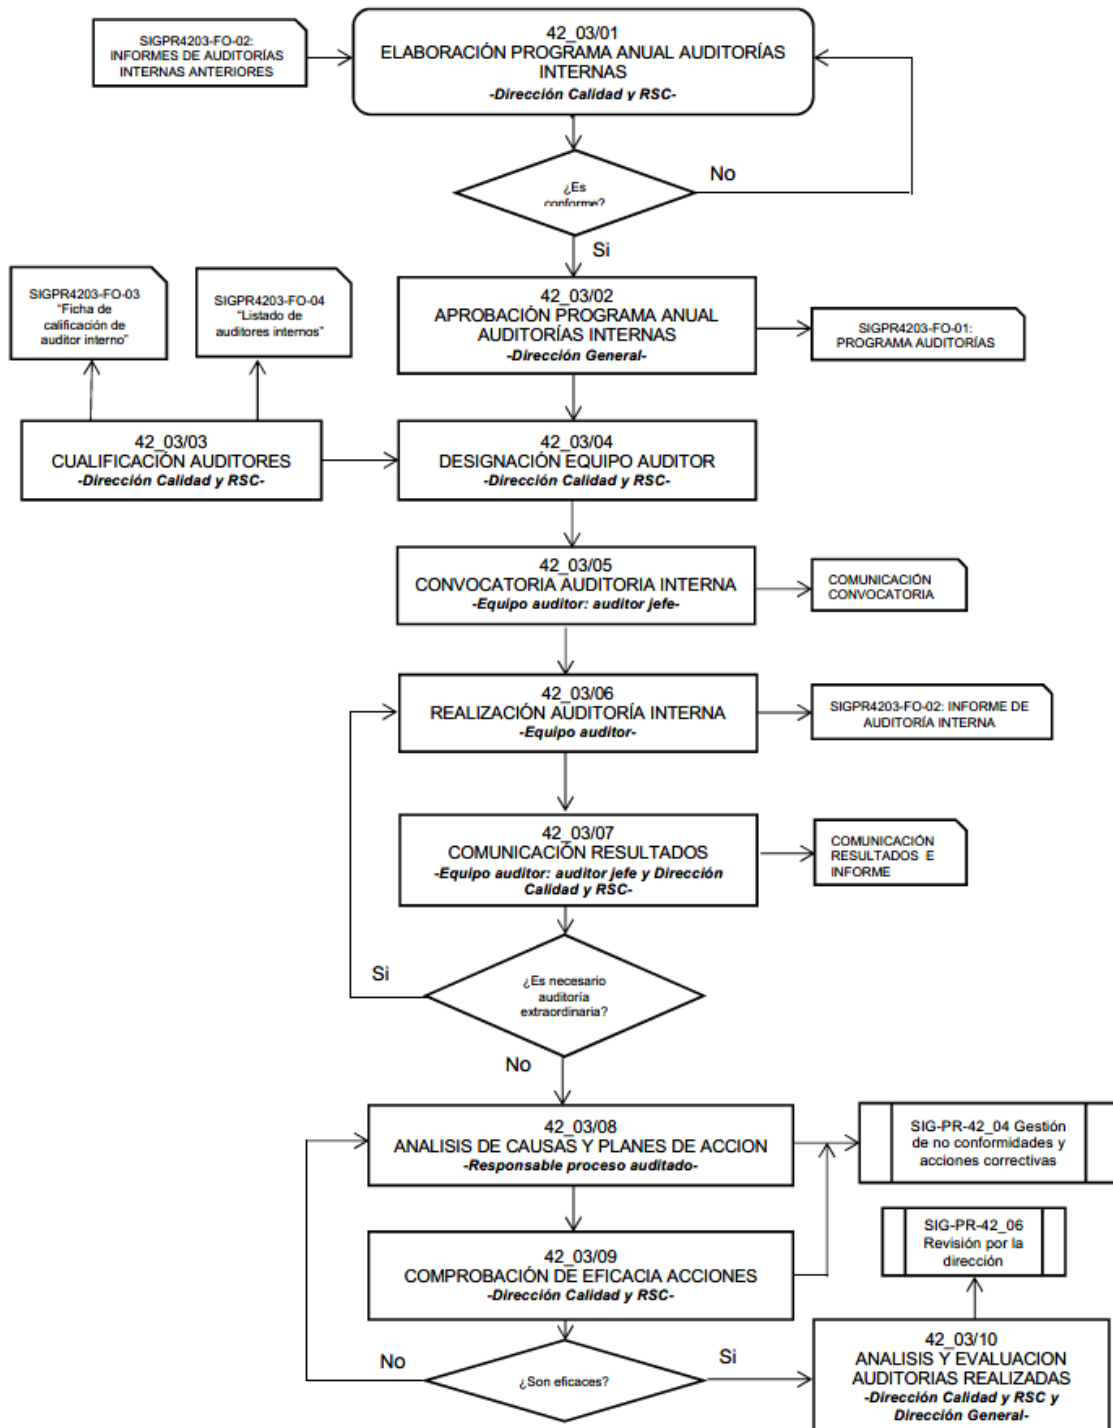 SIGPR4203-FO-02:
INFORMES DE AUDITORÍAS
INTERNAS ANTERIORES
42_03/01
ELABORACIÓN PROGRAMA ANUAL AUDITORÍAS
INTERNAS
-Dirección Calidad y RSC-
¿Es
conforme?
No
Si
SIGPR4203-FO-03
"Ficha de
calificación de
auditor interno"
SIGPR4203-FO-04
"Listado de
auditores internos"
42_03/02
APROBACIÓN PROGRAMA ANUAL
AUDITORÍAS INTERNAS
-Dirección General-
SIGPR4203-FO-01:
PROGRAMA AUDITORÍAS
42_03/03
CUALIFICACIÓN AUDITORES
-Dirección Calidad y RSC-
42_03/04
DESIGNACIÓN EQUIPO AUDITOR
-Dirección Calidad y RSC-
42_03/05
CONVOCATORIA AUDITORIA INTERNA
-Equipo auditor: auditor jefe-
COMUNICACIÓN
CONVOCATORIA
42_03/06
REALIZACIÓN AUDITORÍA INTERNA
-Equipo auditor-
SIGPR4203-FO-02: INFORME DE
AUDITORÍA INTERNA
42_03/07
COMUNICACIÓN RESULTADOS
-Equipo auditor: auditor jefe y Dirección
Calidad y RSC-
COMUNICACIÓN
RESULTADOS E
INFORME
Si
¿Es necesario
auditoría
extraordinaria?
No
42_03/08
ANALISIS DE CAUSAS Y PLANES DE ACCION
-Responsable proceso auditado-
SIG-PR-42_04 Gestión
de no conformidades y
acciones correctivas
SIG-PR-42_06
Revisión por la
dirección
42_03/09
COMPROBACIÓN DE EFICACIA ACCIONES
-Dirección Calidad y RSC-
No
¿Son eficaces?
Si
42_03/10
ANALISIS Y EVALUACION
AUDITORIAS REALIZADAS
-Dirección Calidad y RSC y
Dirección General-